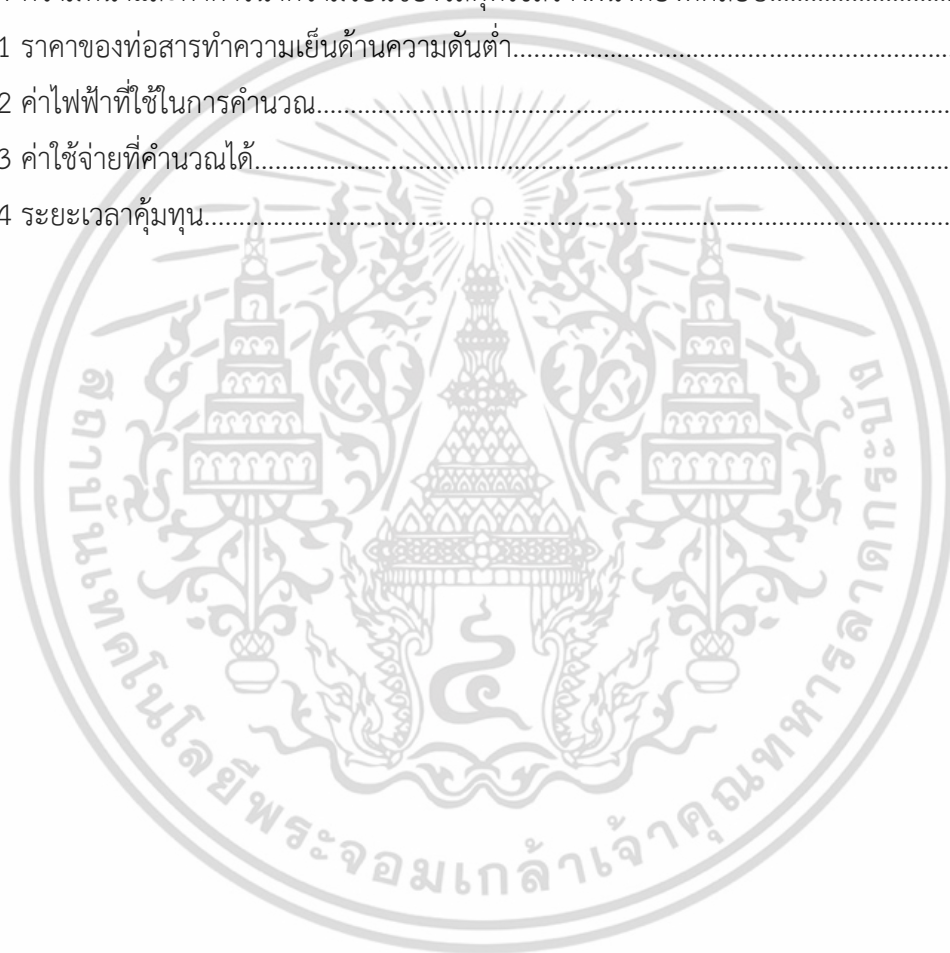 1 ราคาของท่อสารทำความเย็นด้านความดันต่ำ
2 ค่าไฟฟ้าที่ใช้ในการคำนวณ
3 ค่าใช้จ่ายที่คำนวณได้
4 ระยะเวลาคุ้มทุน
สถาบันเทคโนโลยีพระจอมเกล้าเจ้าคุณทหารลาดกระบัง